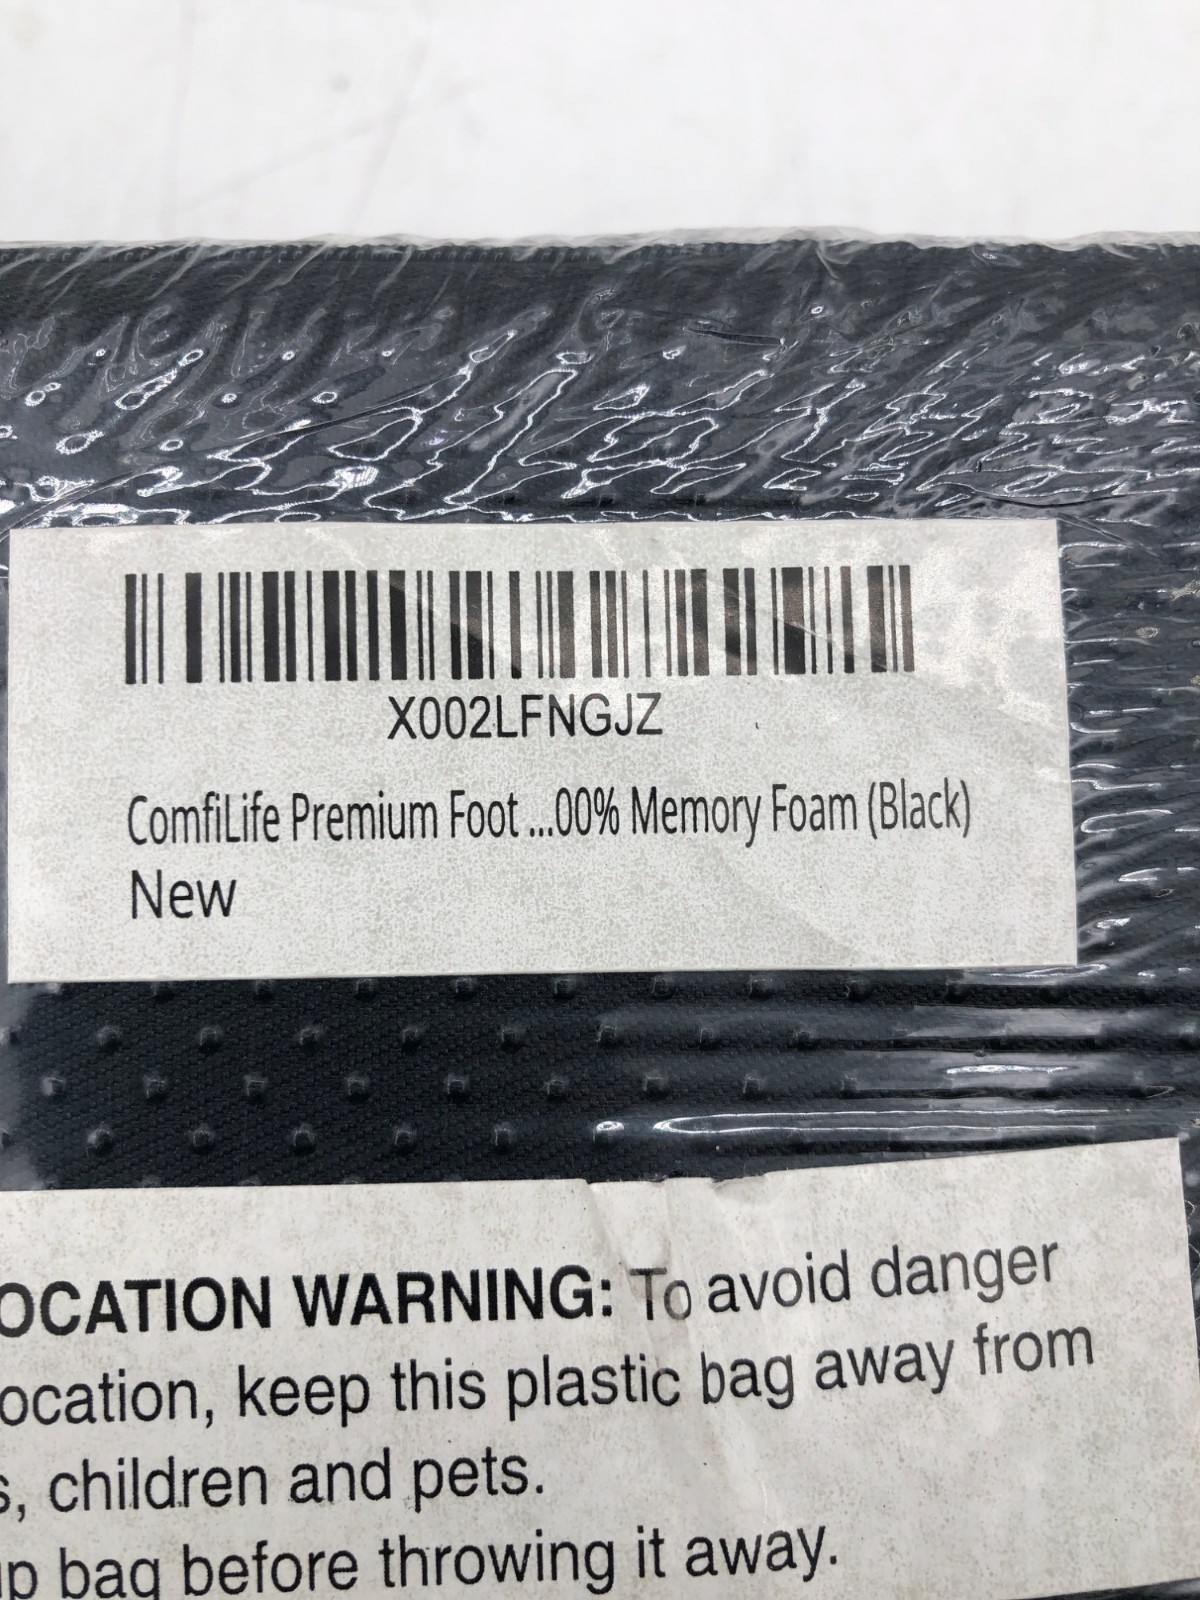 X002LFNGJZ
ComfiLife Premium Foot ...00% Memory Foam (Black)
New
OCATION WARNING: To avoid danger
ocation, keep this plastic bag away from
s, children and pets.
up bag before throwing it away.